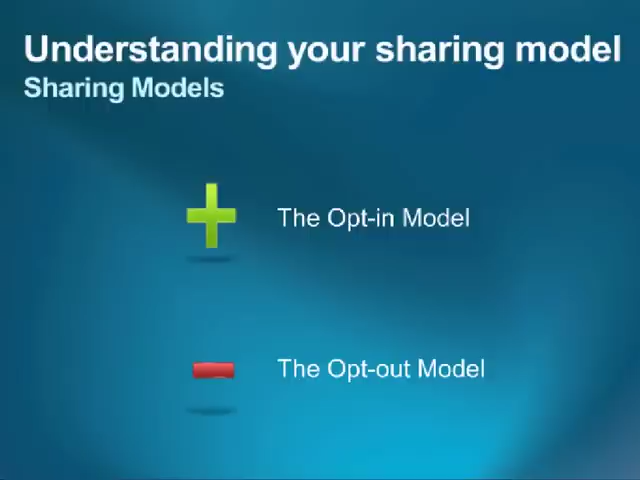 Understanding your sharing model
Sharing Models
The Opt-in Model
The Opt-out Model